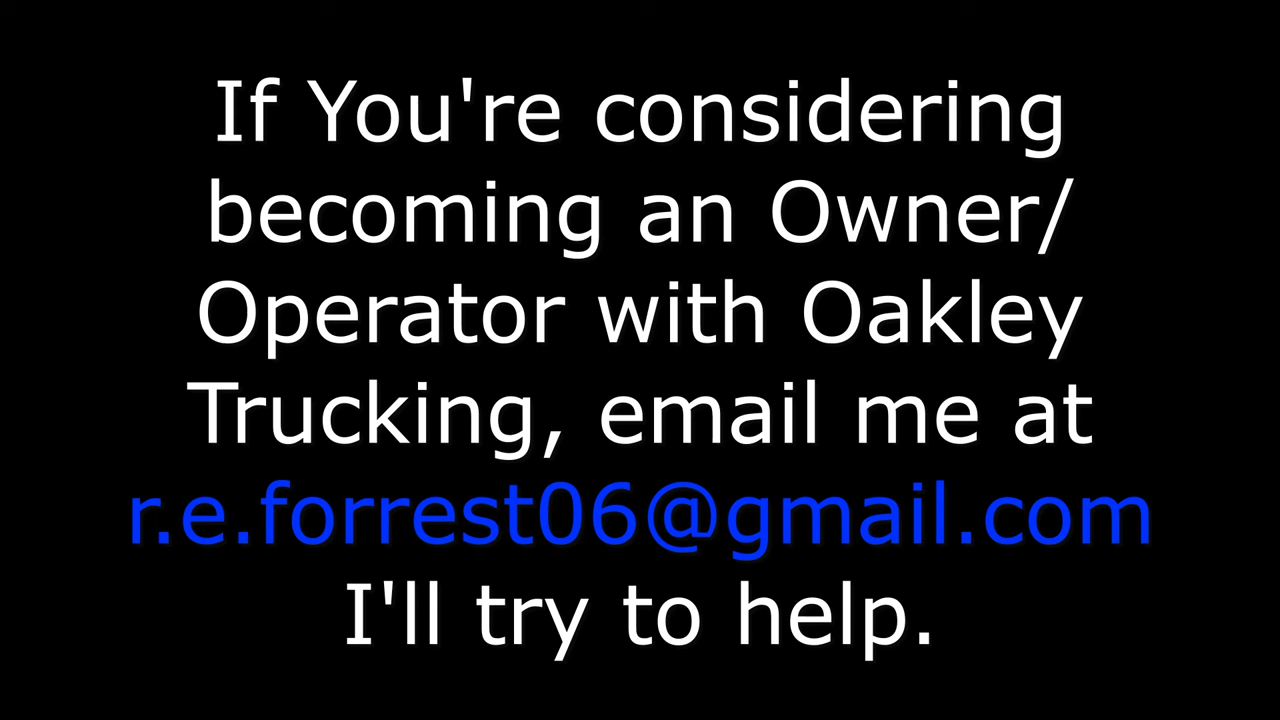 If You're considering
becoming an Owner/
Operator with Oakley
Trucking, email me at
r.e.forrest06@gmail.com
I'll try to help.